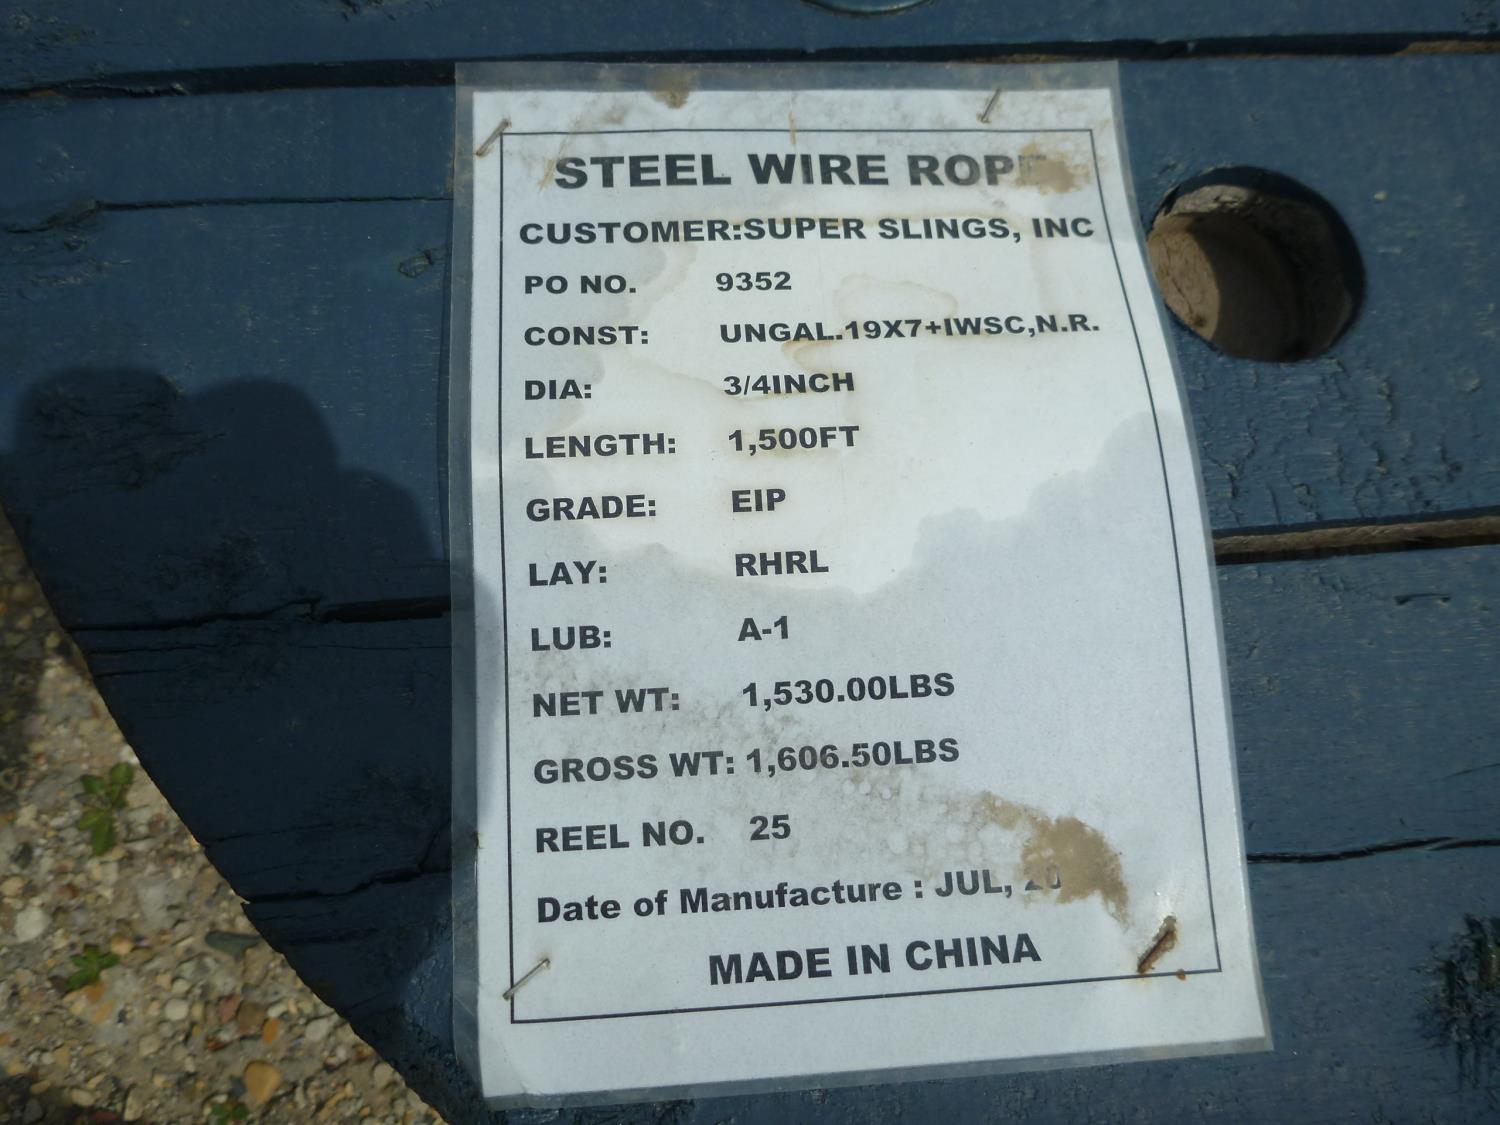 STEEL WIRE ROPE
CUSTOMER:SUPER SLINGS, INC
PO NO. 9352
CONST: UNGAL.19X7+IWSC,N.R.
DIA: 3/4INCH
LENGTH: 1,500FT
GRADE: EIP
LAY: RHRL
LUB: A-1
NET WT: 1,530.00LBS
GROSS WT: 1,606.50LBS
REEL NO. 25
Date of Manufacture : JUL,
MADE IN CHINA